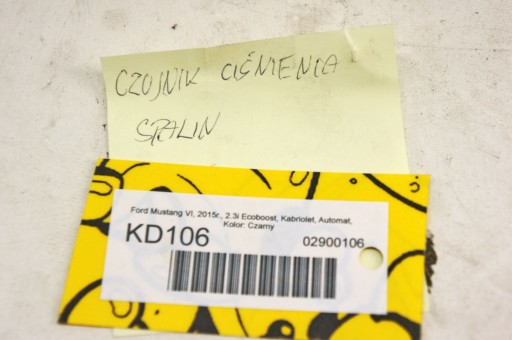 CZUJNIK CIŚNIENIA
SPALIN
Ford Mustang VI, 2015r., 2.3i Ecoboost, Kabriolet, Automat,
Kolor: Czarny
KD106
02900106